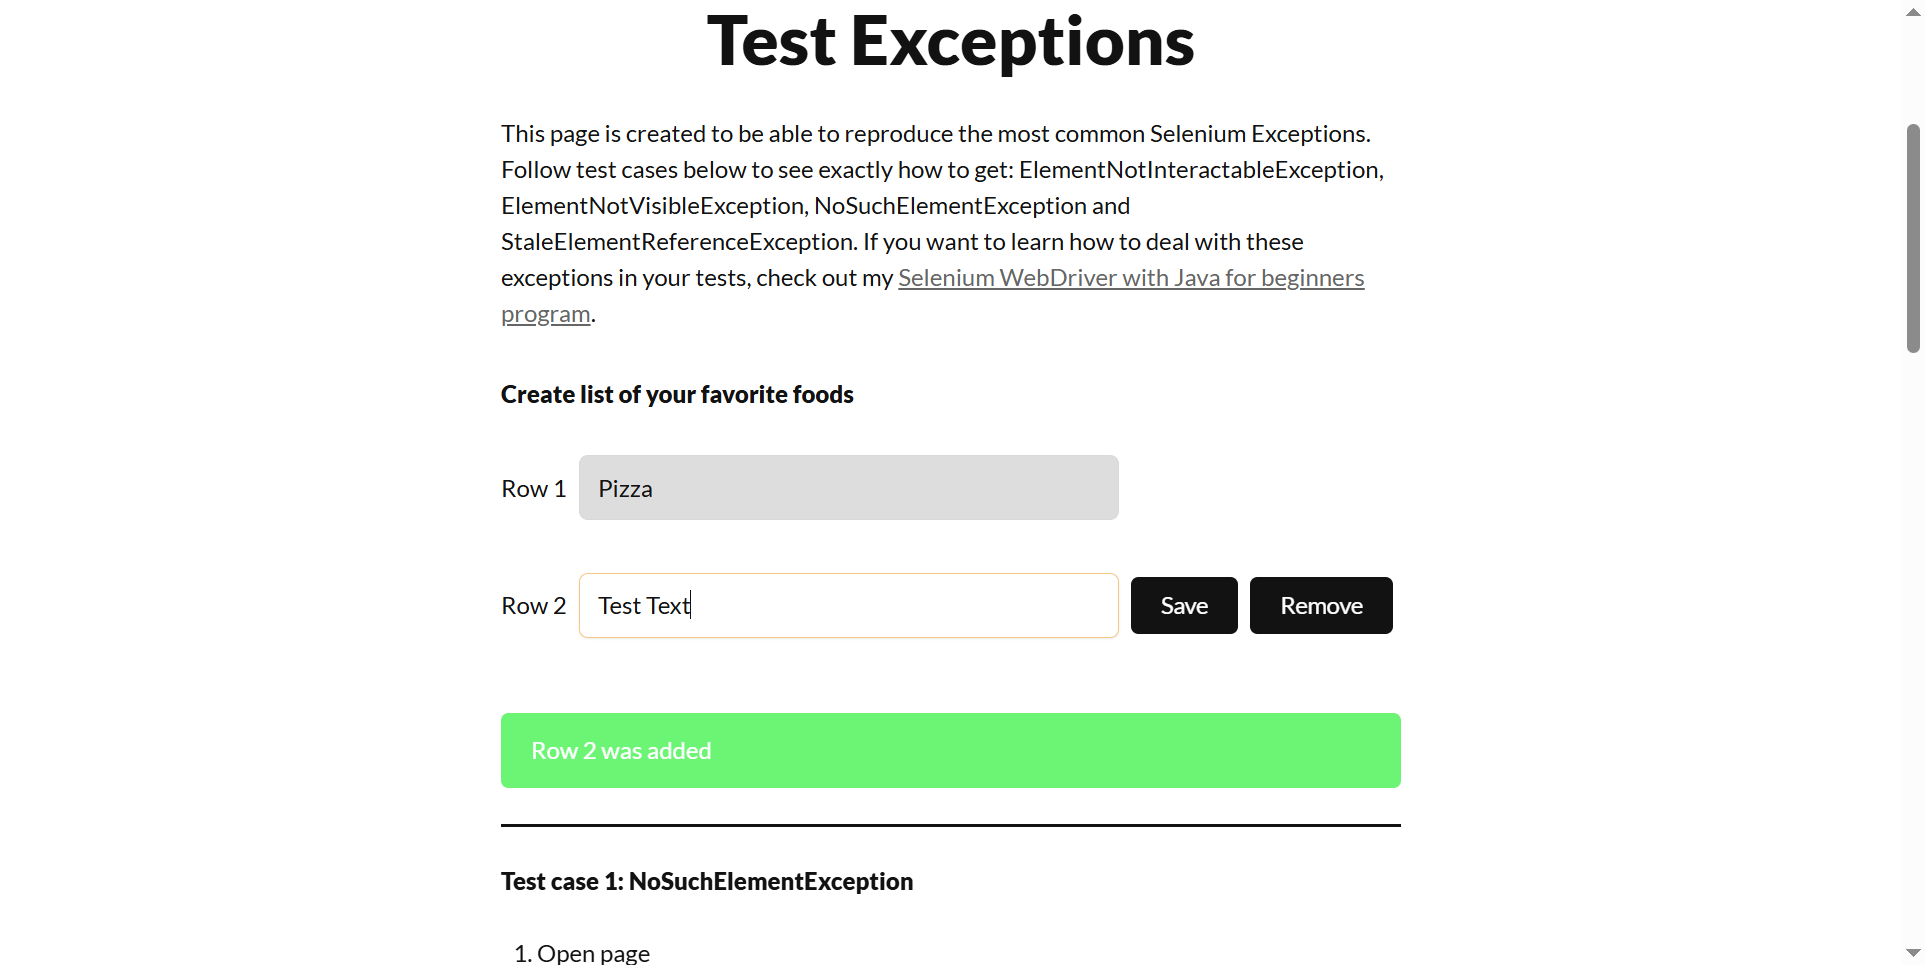 Test Exceptions
This page is created to be able to reproduce the most common Selenium Exceptions.
Follow test cases below to see exactly how to get: ElementNotInteractableException,
ElementNotVisibleException, NoSuchElementException and
StaleElementReferenceException. If you want to learn how to deal with these
exceptions in your tests, check out my Selenium WebDriver with Java for beginners
program.
Create list of your favorite foods
Row 1 Pizza
Row 2 Test Text Save Remove
Row 2 was added
Test case 1: NoSuchElementException
1. Open page